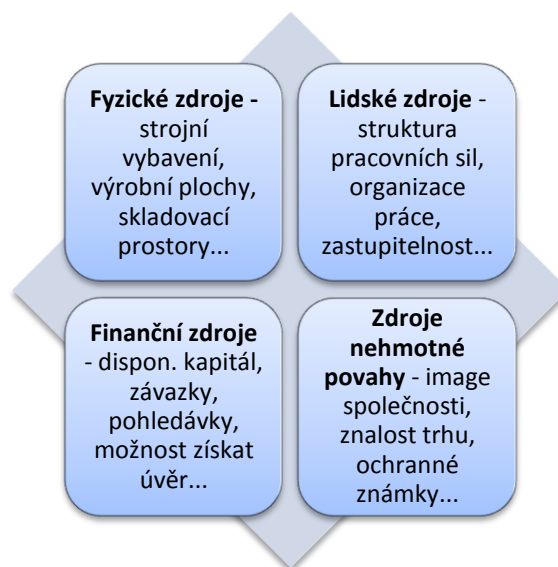 Fyzické zdroje -
strojní
vybavení,
výrobní plochy,
skladovací
prostory...
Lidské zdroje -
struktura
pracovních sil,
organizace
práce,
zastupitelnost...
Finanční zdroje
- dispon. kapitál,
závazky,
pohledávky,
možnost získat
úvěr...
Zdroje
nehmotné
povahy - image
společnosti,
znalost trhu,
ochranné
známky...